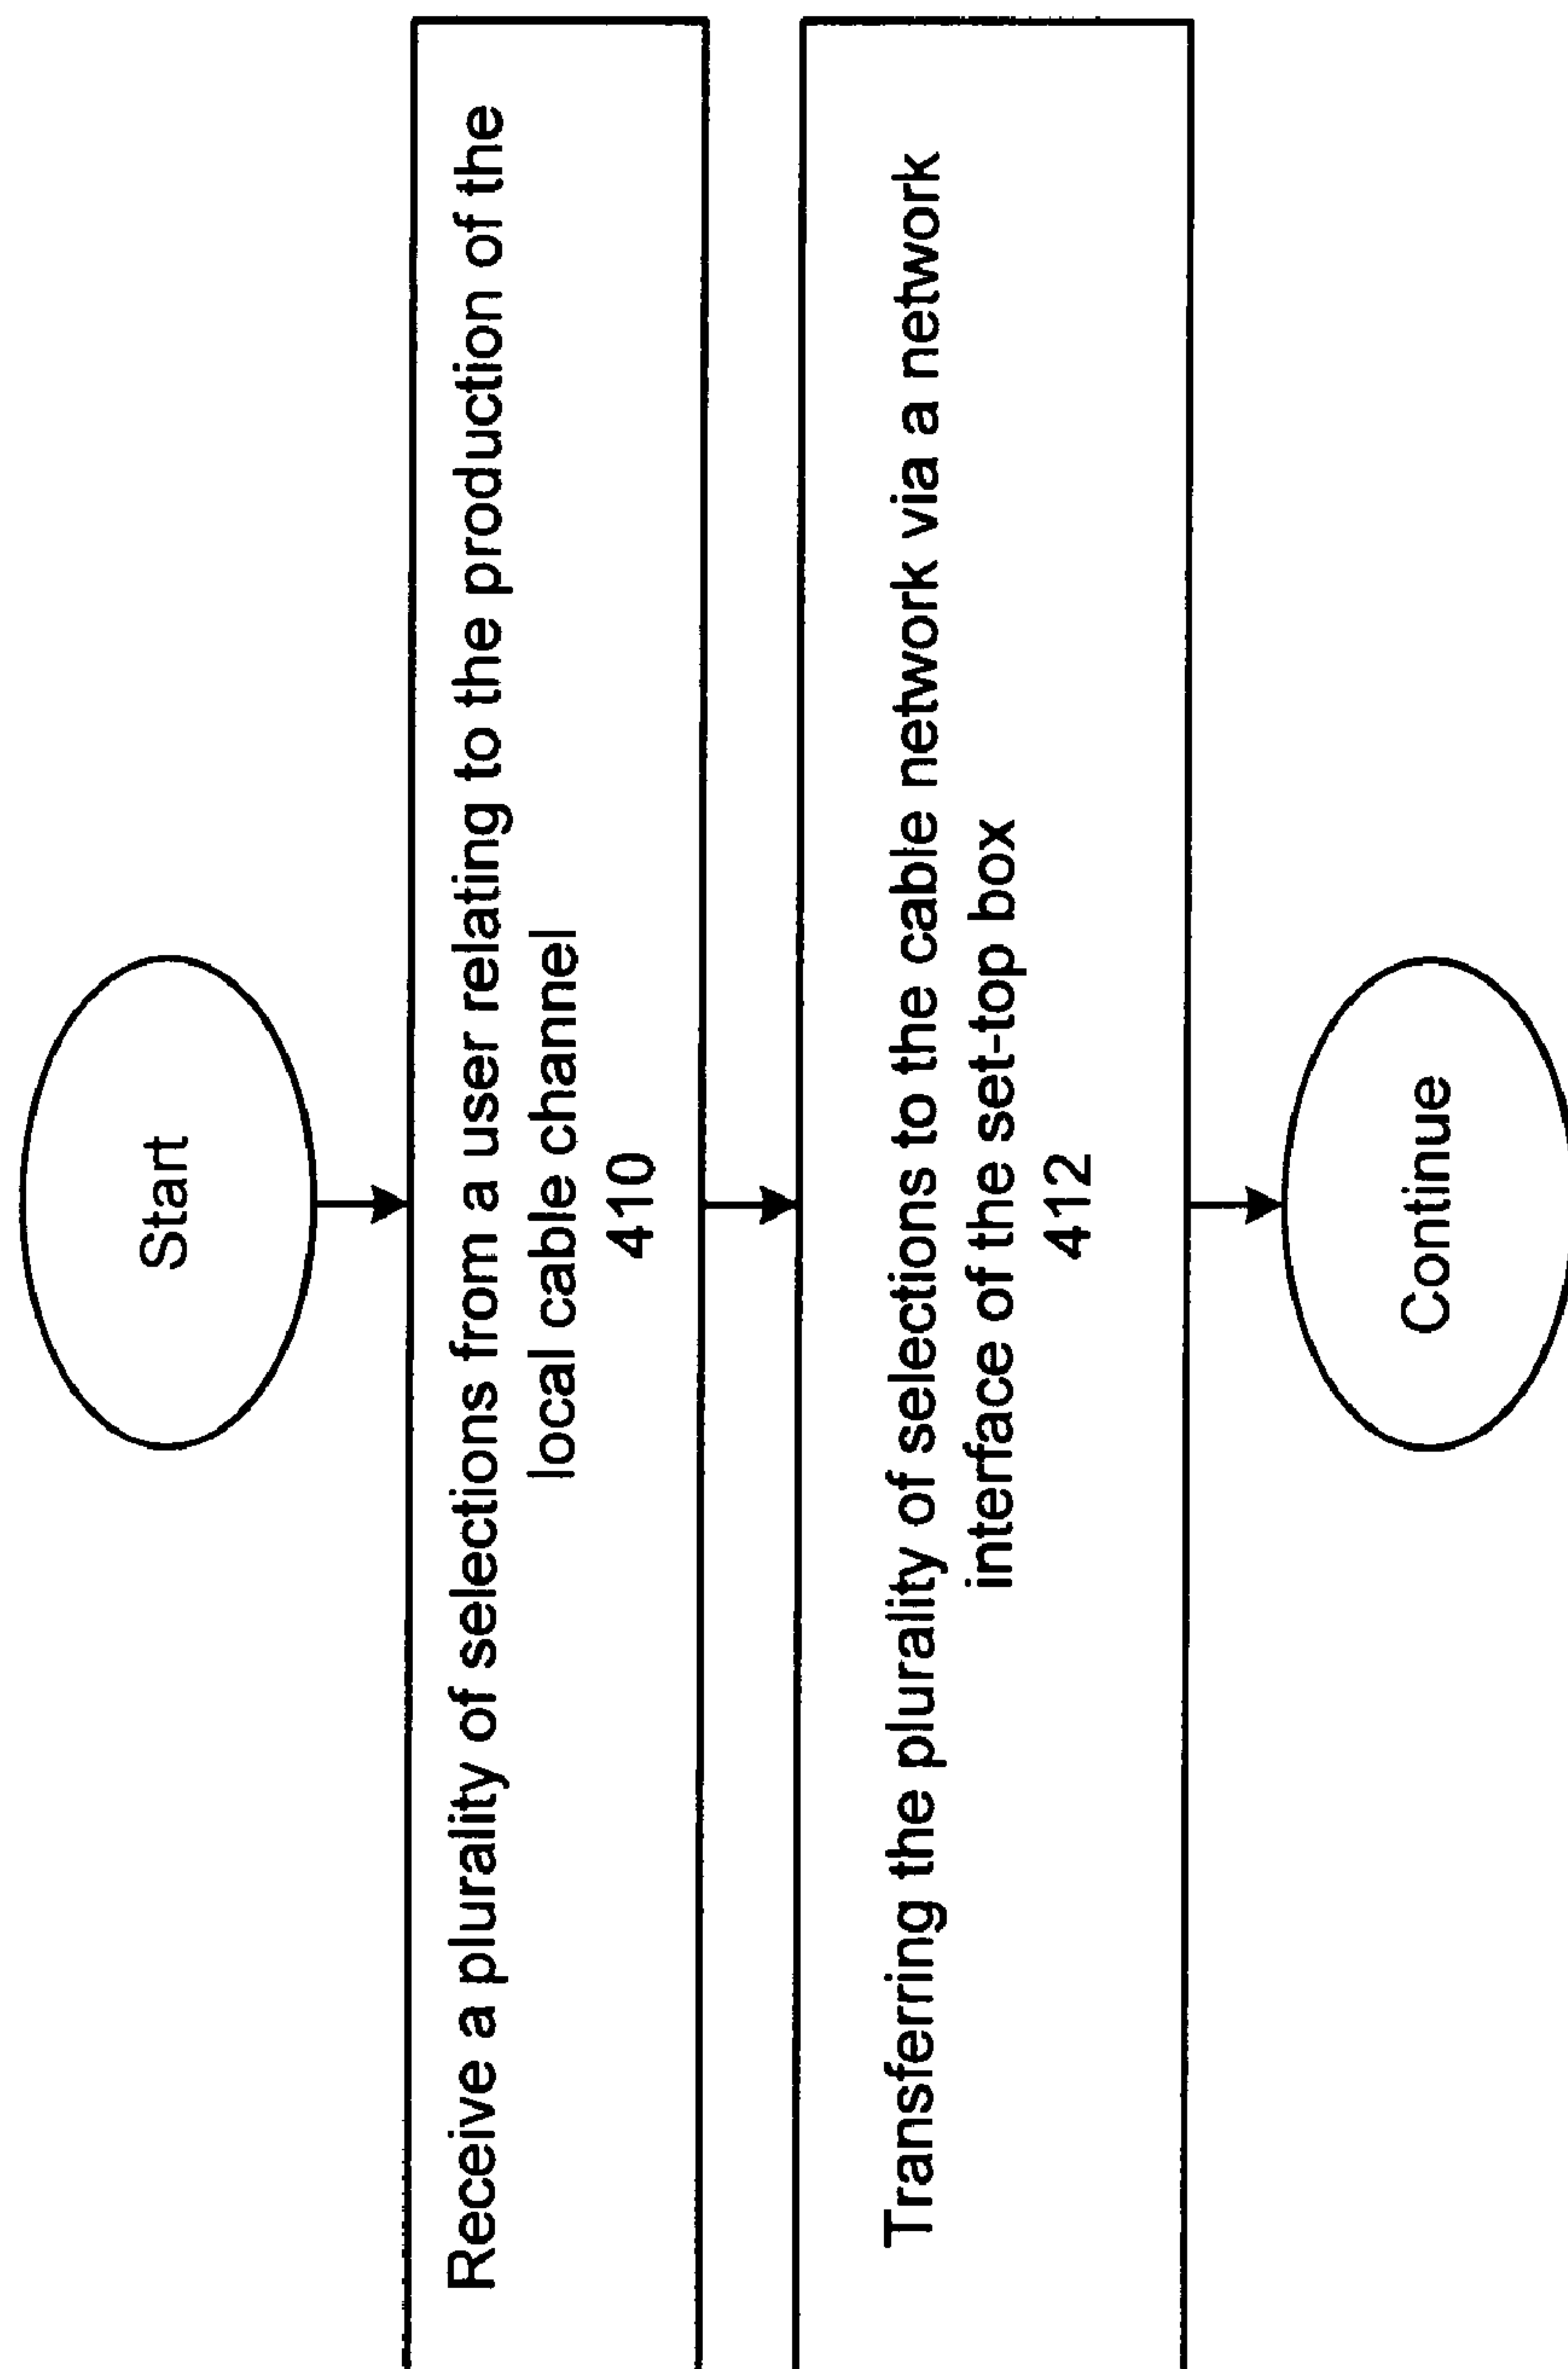 Start
Receive a plurality of selections from a user relating to the production of the
local cable channel
410
Transferring the plurality of selections to the cable network via a network
interface of the set-top box
412
Continue